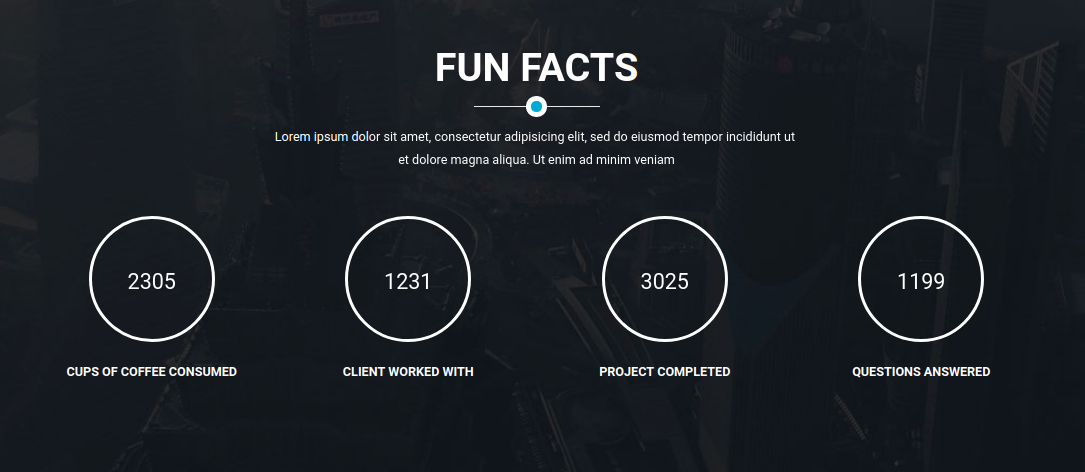 FUN FACTS
Lorem ipsum dolor sit amet, consectetur adipisicing elit, sed do eiusmod tempor incididunt ut
et dolore magna aliqua. Ut enim ad minim veniam
2305 1231 3025 1199
CUPS OF COFFEE CONSUMED CLIENT WORKED WITH PROJECT COMPLETED QUESTIONS ANSWERED